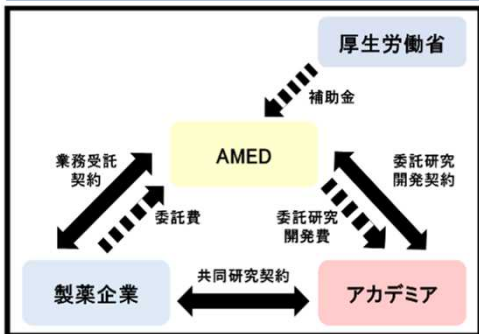 厚生労働省
補助金
AMED
業務受託
契約
委託研究
開発契約
委託費
委託研究
開発費
共同研究契約
製薬企業
アカデミア